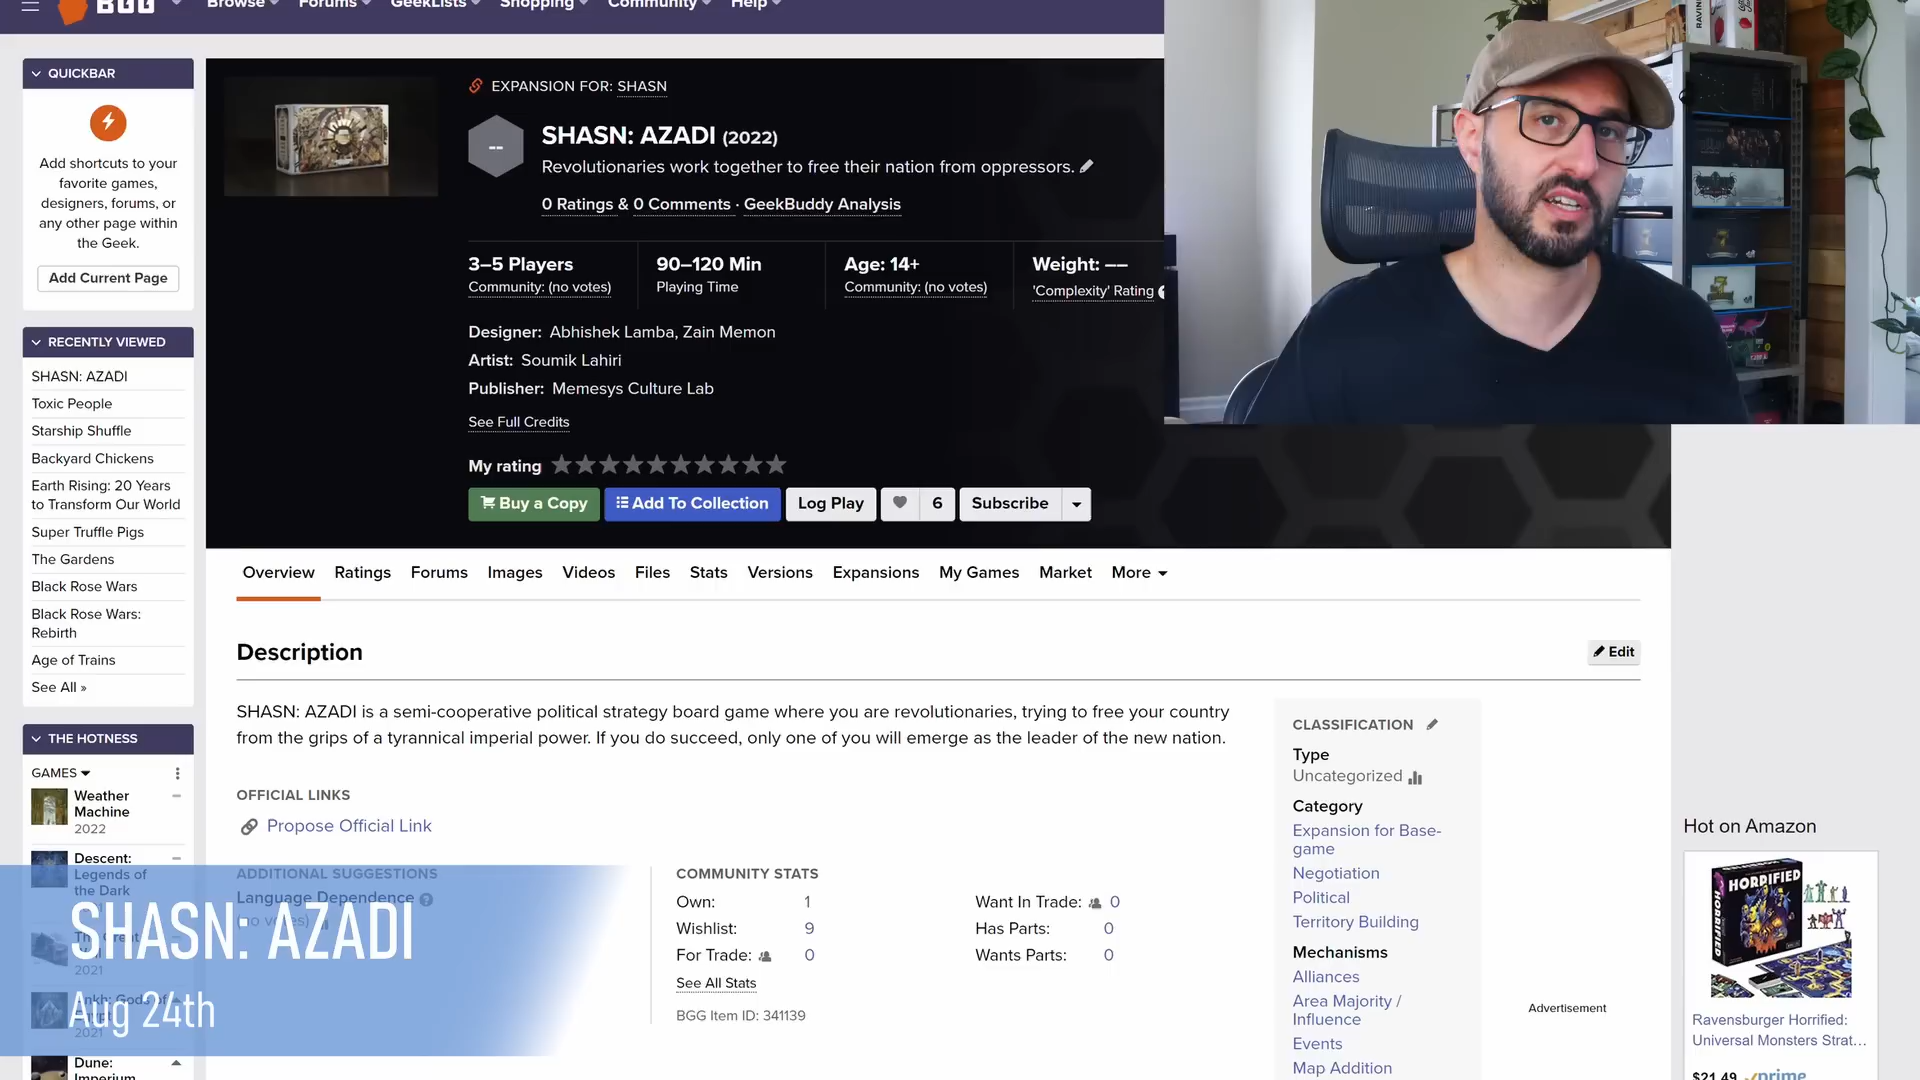 BGG
Browse
Forums
GeekLists
Shopping
Community
Help
QUICKBAR
Add shortcuts to your
favorite games,
designers, forums, or
any other page within
the Geek.
Add Current Page
RECENTLY VIEWED
SHASN: AZADI
Toxic People
Starship Shuffle
Backyard Chickens
Earth Rising: 20 Years
to Transform Our World
Super Truffle Pigs
The Gardens
Black Rose Wars
Black Rose Wars:
Rebirth
Age of Trains
See All »
THE HOTNESS
GAMES
Weather
Machine
2022
Descent:
Legends of
the Dark
2021
Ankh: Gods of
2021
Dune:
Imperium
EXPANSION FOR: SHASN
--
SHASN: AZADI (2022)
Revolutionaries work together to free their nation from oppressors.
0 Ratings & 0 Comments · GeekBuddy Analysis
3–5 Players
Community: (no votes)
90–120 Min
Playing Time
Age: 14+
Community: (no votes)
Weight: ––
'Complexity' Rating
Designer: Abhishek Lamba, Zain Memon
Artist: Soumik Lahiri
Publisher: Memesys Culture Lab
See Full Credits
My rating
Buy a Copy
Add To Collection
Log Play
6
Subscribe
Overview
Ratings
Forums
Images
Videos
Files
Stats
Versions
Expansions
My Games
Market
More
Description
Edit
SHASN: AZADI is a semi-cooperative political strategy board game where you are revolutionaries, trying to free your country
from the grips of a tyrannical imperial power. If you do succeed, only one of you will emerge as the leader of the new nation.
OFFICIAL LINKS
Propose Official Link
ADDITIONAL SUGGESTIONS
Language Dependence
(no votes)
SHASN: AZADI
Aug 24th
COMMUNITY STATS
Own: 1
Wishlist: 9
For Trade: 0
See All Stats
BGG Item ID: 341139
Want In Trade: 0
Has Parts: 0
Wants Parts: 0
CLASSIFICATION
Type
Uncategorized
Category
Expansion for Base-
game
Negotiation
Political
Territory Building
Mechanisms
Alliances
Area Majority /
Influence
Events
Map Addition
Advertisement
Hot on Amazon
HORRIFIED
HORRIFIED
Ravensburger Horrified:
Universal Monsters Strat...
$21.49 prime